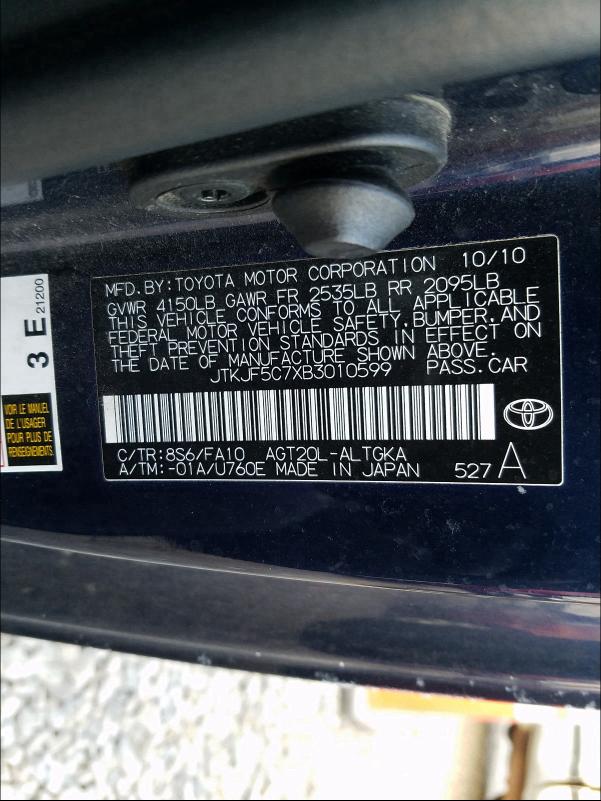 MFD. BY: TOYOTA MOTOR CORPORATION 10/10
GVWR 4150LB GAWR FR 2535LB RR 2095LB
THIS VEHICLE CONFORMS TO ALL APPLICABLE
FEDERAL MOTOR VEHICLE SAFETY, BUMPER, AND
THEFT PREVENTION STANDARDS IN EFFECT ON
THE DATE OF MANUFACTURE SHOWN ABOVE.
JTKJF5C7XB3010599 PASS. CAR
C/TR: 8S6/FA10 AGT20L-ALTGKA
A/TM: -01A/U760E MADE IN JAPAN 527 A
3 E 21200
VOIR LE MANUEL
DE L'USAGER
POUR PLUS DE
RENSEIGNEMENTS